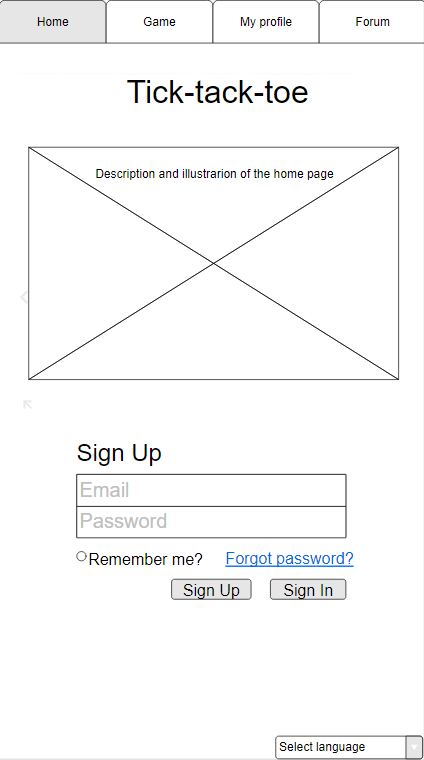 Home Game My profile Forum
Tick-tack-toe
Description and illustrarion of the home page
Sign Up
Email
Password
Remember me? Forgot password?
Sign Up Sign In
Select language